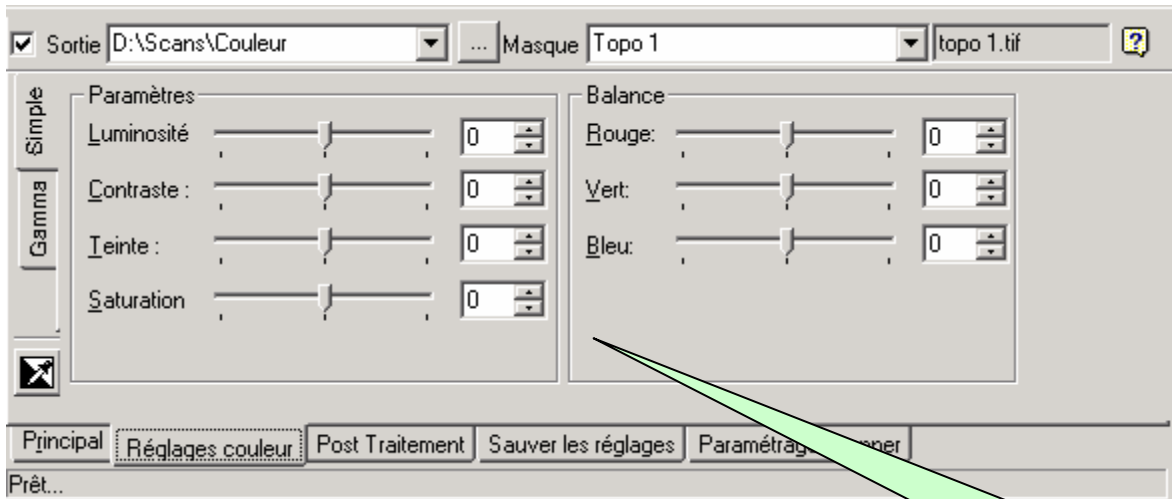 Sortie D:\Scans\Couleur ... Masque Topo 1 topo 1.tif ?
Simple
Gamma
Paramètres
Luminosité 0
Contraste : 0
Teinte : 0
Saturation 0
Balance
Rouge: 0
Vert: 0
Bleu: 0
Principal Réglages couleur Post Traitement Sauver les réglages
Prêt...